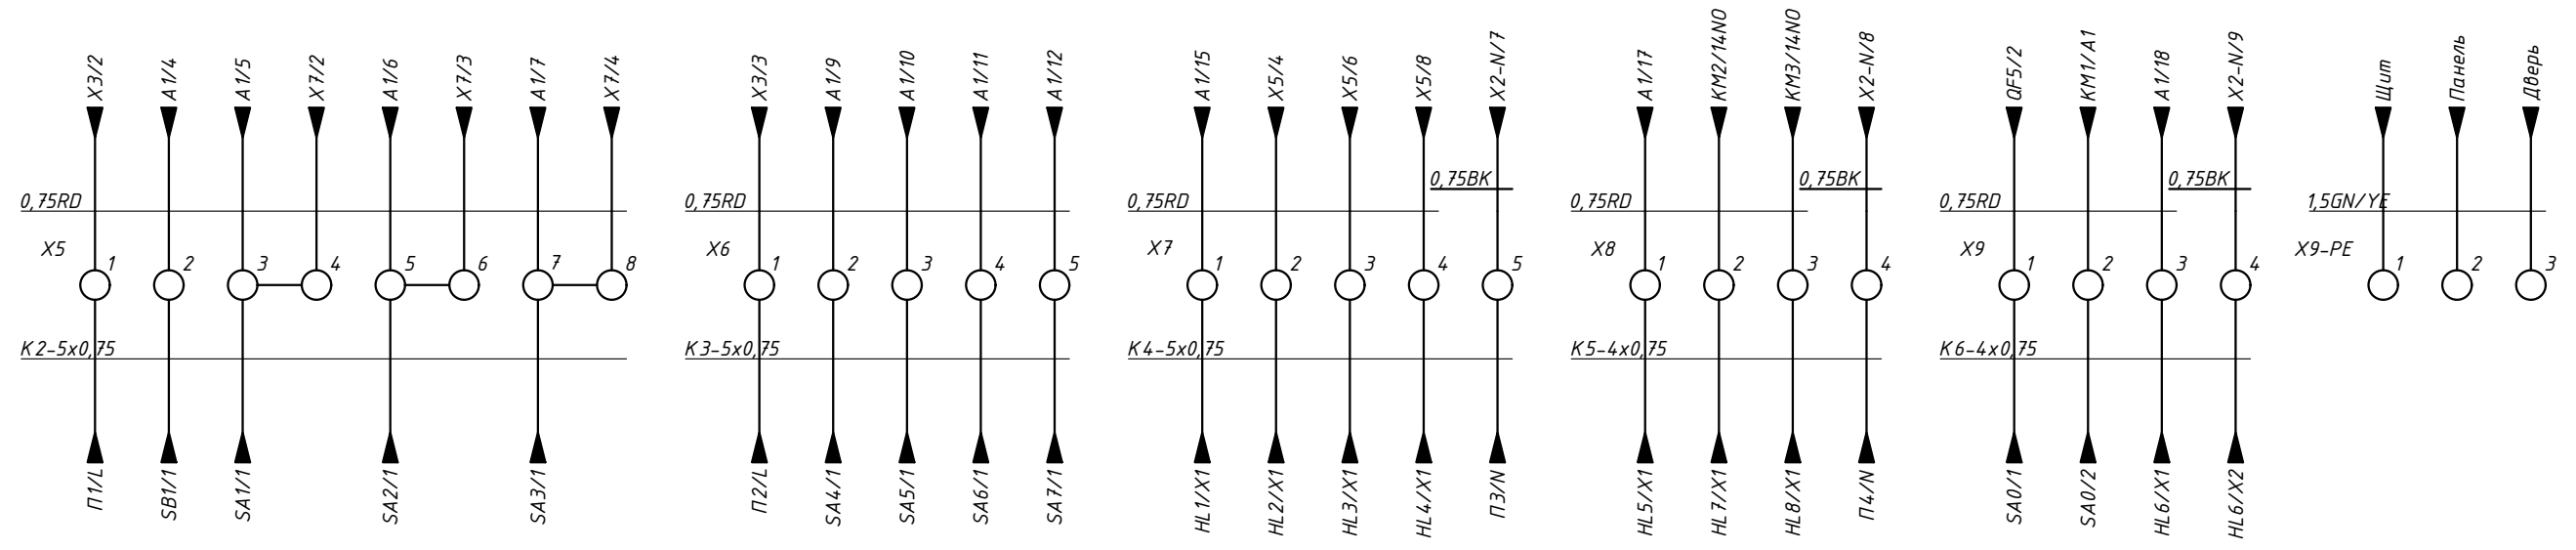 X3/2 A1/4 A1/5 X7/2 A1/6 X7/3 A1/7 X7/4 X3/3 A1/9 A1/10 A1/11 A1/12 A1/15 X5/4 X5/6 X5/8 X2-N/7 A1/17 KM2/14NO KM3/14NO X2-N/8 QF5/2 KM1/A1 A1/18 X2-N/9 Щит Панель Дверь
0,75BK 0,75BK 0,75BK
0,75RD 0,75RD 0,75RD 0,75RD 0,75RD 1,5GN/YE
X5 X6 X7 X8 X9 X9-PE
1 2 3 4 5 6 7 8 1 2 3 4 5 1 2 3 4 5 1 2 3 4 1 2 3 4 1 2 3
К2-5x0,75 К3-5x0,75 К4-5x0,75 К5-4x0,75 К6-4x0,75
П1/L SB1/1 SA1/1 SA2/1 SA3/1 П2/L SA4/1 SA5/1 SA6/1 SA7/1 HL1/X1 HL2/X1 HL3/X1 HL4/X1 П3/N HL5/X1 HL7/X1 HL8/X1 П4/N SA0/1 SA0/2 HL6/X1 HL6/X2